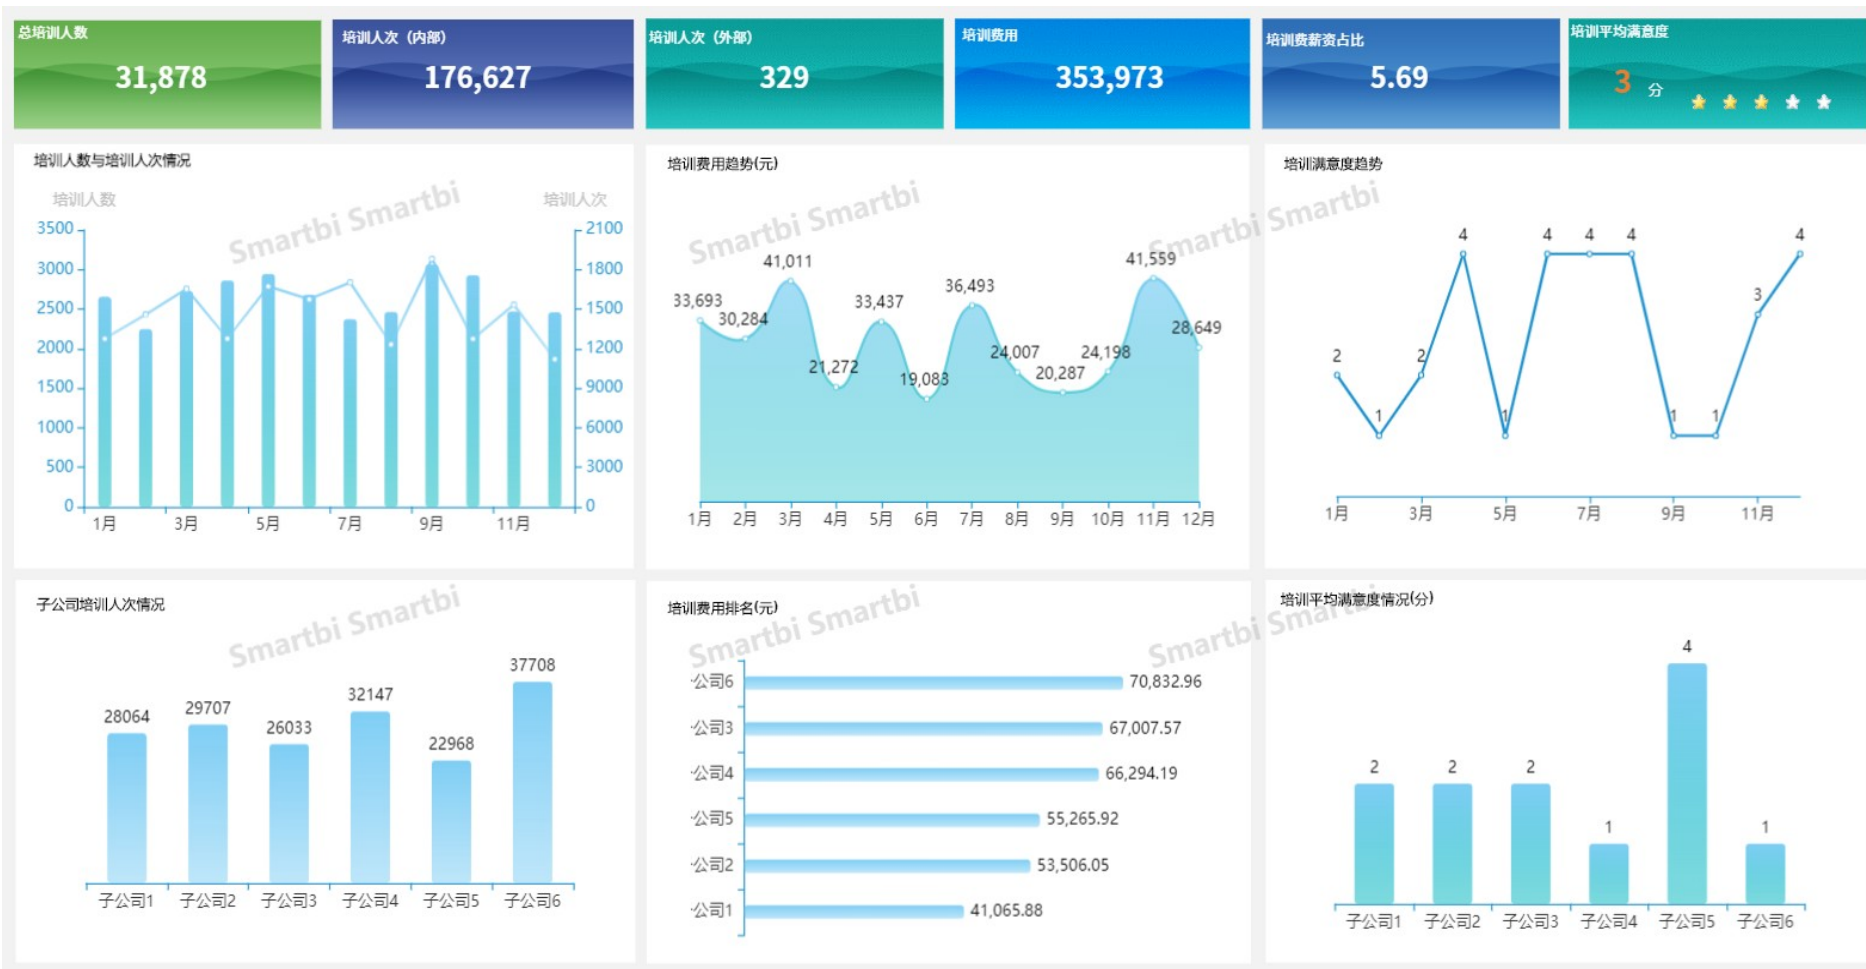 总培训人数
31,878
培训人次（内部）
176,627
培训人次（外部）
329
培训费用
353,973
培训费薪资占比
5.69
培训平均满意度
3 分
培训人数与培训人次情况
培训人数 培训人次
3500 2100
3000 1800
2500 1500
2000 1200
1500 9000
1000 6000
500 3000
0 0
1月 3月 5月 7月 9月 11月
Smartbi Smartbi
培训费用趋势(元)
33,693 30,284 41,011 21,272 33,437 19,083 36,493 24,007 20,287 24,198 41,559 28,649
1月 2月 3月 4月 5月 6月 7月 8月 9月 10月 11月 12月
Smartbi Smartbi
培训满意度趋势
2 1 2 4 1 4 4 4 1 1 3 4
1月 3月 5月 7月 9月 11月
Smartbi Smartbi
子公司培训人次情况
28064 29707 26033 32147 22968 37708
子公司1 子公司2 子公司3 子公司4 子公司5 子公司6
Smartbi Smartbi
培训费用排名(元)
公司6 70,832.96
公司3 67,007.57
公司4 66,294.19
公司5 55,265.92
公司2 53,506.05
公司1 41,065.88
Smartbi Smartbi
培训平均满意度情况(分)
2 2 2 1 4 1
子公司1 子公司2 子公司3 子公司4 子公司5 子公司6
Smartbi Smartbi